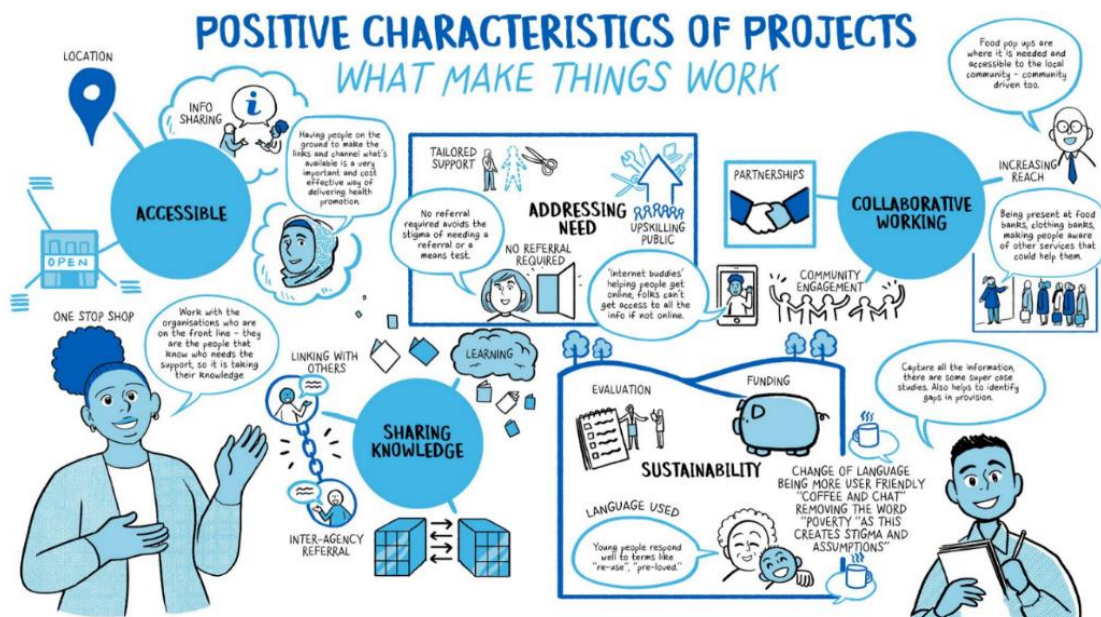 POSITIVE CHARACTERISTICS OF PROJECTS
WHAT MAKE THINGS WORK
LOCATION
INFO
SHARING
i
Having people on the
ground to make the
links and channel what's
available is a very
important and cost
effective way of
delivering health
promotion.
ACCESSIBLE
OPEN
ONE STOP SHOP
Work with the
organisations who are
on the front line – they
are the people that
know who needs the
support, so it is taking
their knowledge
TAILORED
SUPPORT
ADDRESSING
NEED
UPSKILLING
PUBLIC
No referral
required avoids the
stigma of needing a
referral or a
means test.
NO REFERRAL
REQUIRED
'Internet buddies'
helping people get
online, folks can't
get access to all the
info if not online.
PARTNERSHIPS
COLLABORATIVE
WORKING
Food pop ups are
where it is needed and
accessible to the local
community – community
driven too.
INCREASING
REACH
Being present at food
banks, clothing banks,
making people aware
of other services that
could help them.
COMMUNITY
ENGAGEMENT
LINKING WITH
OTHERS
LEARNING
SHARING
KNOWLEDGE
INTER-AGENCY
REFERRAL
EVALUATION
FUNDING
SUSTAINABILITY
LANGUAGE USED
Young people respond
well to terms like
"re-use", "pre-loved."
CHANGE OF LANGUAGE
BEING MORE USER FRIENDLY
"COFFEE AND CHAT"
REMOVING THE WORD
"POVERTY "AS THIS
CREATES STIGMA AND
ASSUMPTIONS"
Capture all the information,
there are some super case
studies. Also helps to identify
gaps in provision.